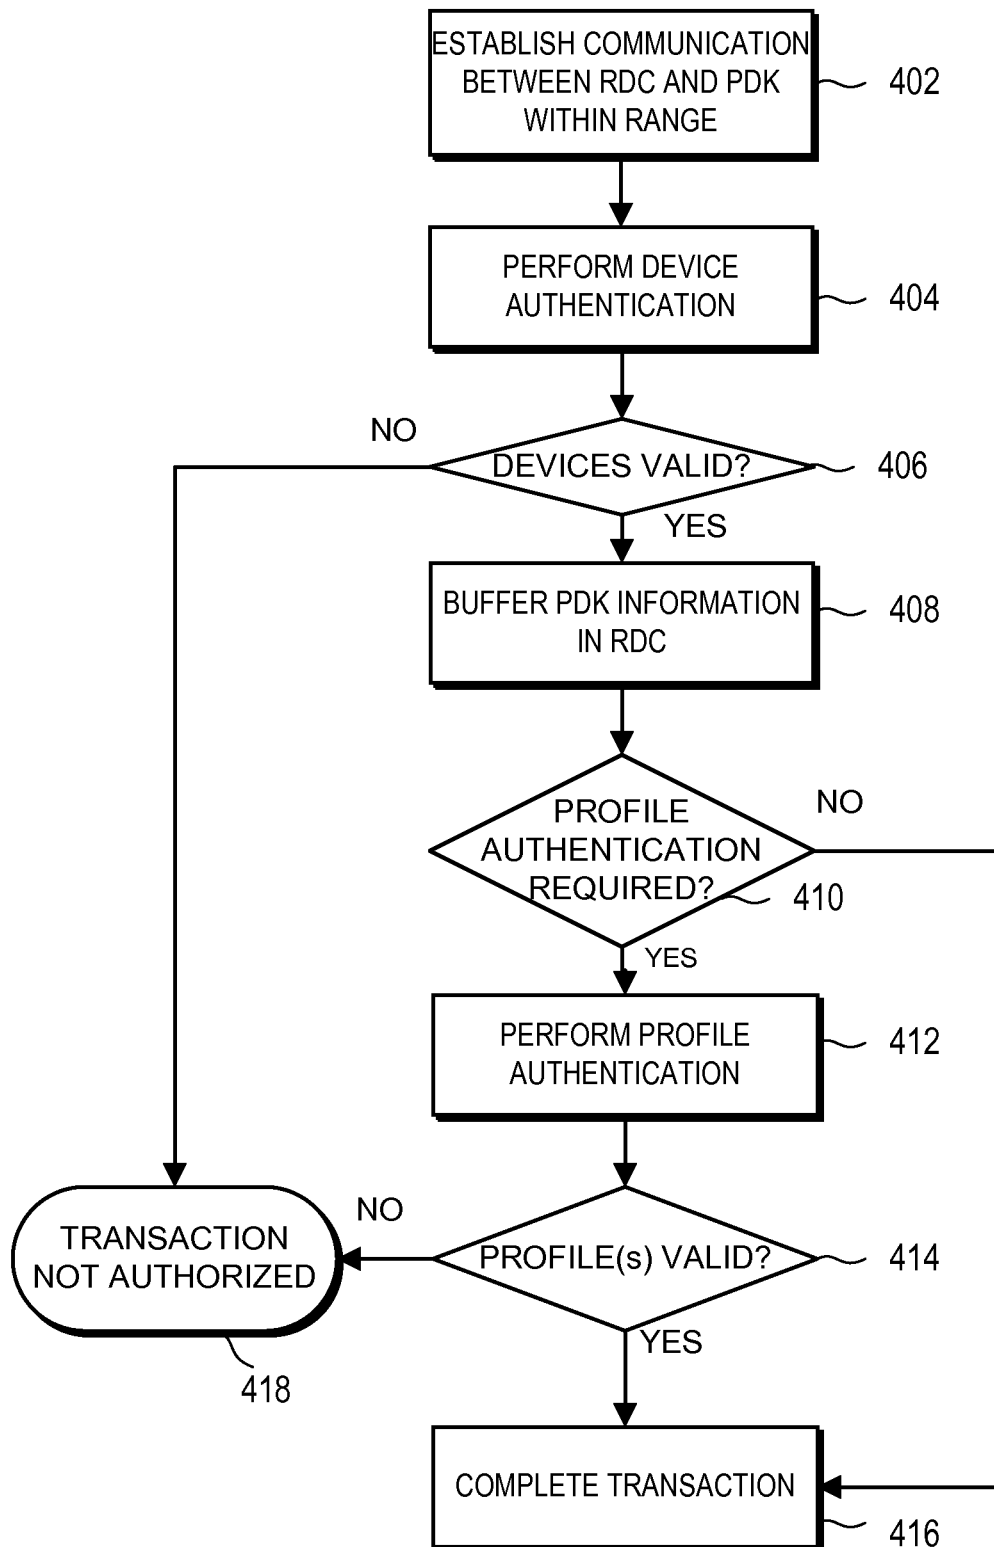 ESTABLISH COMMUNICATION
BETWEEN RDC AND PDK
WITHIN RANGE
402
PERFORM DEVICE
AUTHENTICATION
404
NO
DEVICES VALID?
406
YES
BUFFER PDK INFORMATION
IN RDC
408
PROFILE
AUTHENTICATION
REQUIRED?
NO
410
YES
PERFORM PROFILE
AUTHENTICATION
412
TRANSACTION
NOT AUTHORIZED
418
NO
PROFILE(s) VALID?
414
YES
COMPLETE TRANSACTION
416